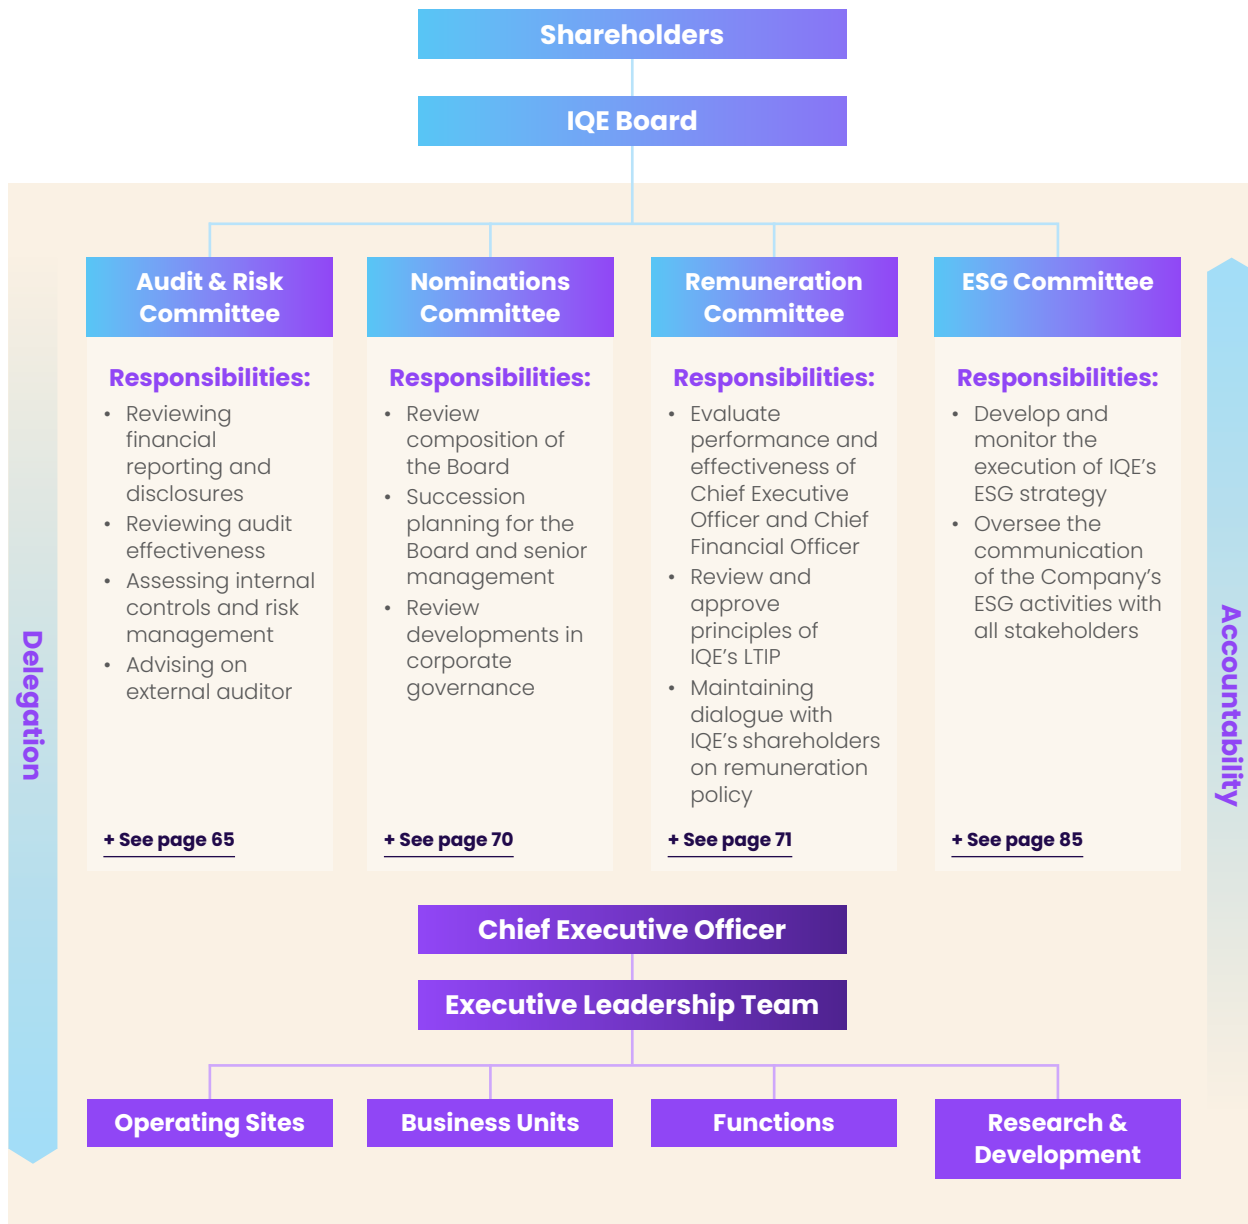 Shareholders
IQE Board
Delegation
Audit & Risk
Committee
Responsibilities:
• Reviewing
financial
reporting and
disclosures
• Reviewing audit
effectiveness
• Assessing internal
controls and risk
management
• Advising on
external auditor
+ See page 65
Nominations
Committee
Responsibilities:
• Review
composition of
the Board
• Succession
planning for the
Board and senior
management
• Review
developments in
corporate
governance
+ See page 70
Remuneration
Committee
Responsibilities:
• Evaluate
performance and
effectiveness of
Chief Executive
Officer and Chief
Financial Officer
• Review and
approve
principles of
IQE’s LTIP
• Maintaining
dialogue with
IQE’s shareholders
on remuneration
policy
+ See page 71
ESG Committee
Responsibilities:
• Develop and
monitor the
execution of IQE’s
ESG strategy
• Oversee the
communication
of the Company’s
ESG activities with
all stakeholders
+ See page 85
Accountability
Chief Executive Officer
Executive Leadership Team
Operating Sites
Business Units
Functions
Research &
Development